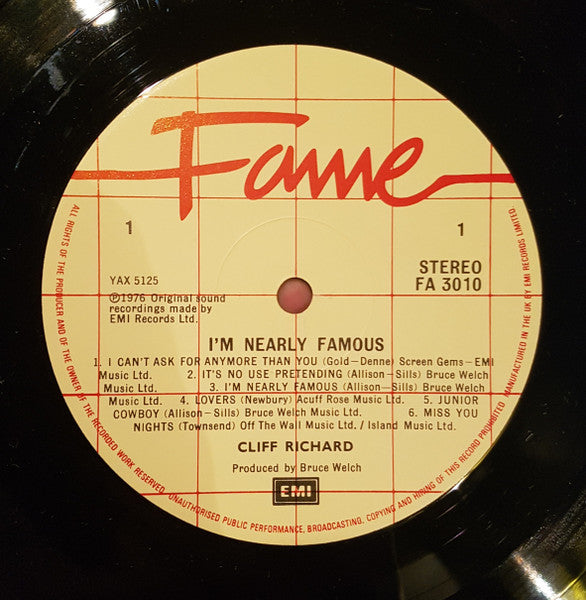 Fame
1
1
YAX 5125
STEREO
FA 3010
℗1976 Original sound
recordings made by
EMI Records Ltd.
I'M NEARLY FAMOUS
1. I CAN'T ASK FOR ANYMORE THAN YOU (Gold-Denne) Screen Gems-EMI
Music Ltd. 2. IT'S NO USE PRETENDING (Allison-Sills) Bruce Welch
Music Ltd. 3. I'M NEARLY FAMOUS (Allison-Sills) Bruce Welch
Music Ltd. 4. LOVERS (Newbury) Acuff Rose Music Ltd. 5. JUNIOR
COWBOY (Allison-Sills) Bruce Welch Music Ltd. 6. MISS YOU
NIGHTS (Townsend) Off The Wall Music Ltd./Island Music Ltd.
CLIFF RICHARD
Produced by Bruce Welch
EMI
ALL RIGHTS OF THE PRODUCER AND OF THE OWNER OF THE RECORDED WORK RESERVED. UNAUTHORISED PUBLIC PERFORMANCE, BROADCASTING, COPYING AND HIRING OF THIS RECORD PROHIBITED. MANUFACTURED IN THE UK BY EMI RECORDS LIMITED.